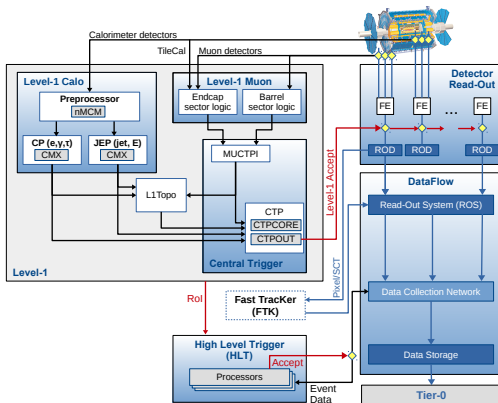 Calorimeter detectors
TileCal
Muon detectors
Level-1 Calo
Preprocessor
nMCM
CP (e,γ,τ)
CMX
JEP (jet, E)
CMX
Level-1 Muon
Endcap
sector logic
Barrel
sector logic
Detector
Read-Out
FE
FE
...
FE
ROD
ROD
ROD
MUCTPI
L1Topo
CTP
CTPCORE
CTPOUT
Central Trigger
Level-1
Level-1 Accept
Pixel/SCT
DataFlow
Read-Out System (ROS)
Data Collection Network
Data Storage
Tier-0
RoI
Fast TracKer
(FTK)
High Level Trigger
(HLT)
Accept
Processors
Event
Data